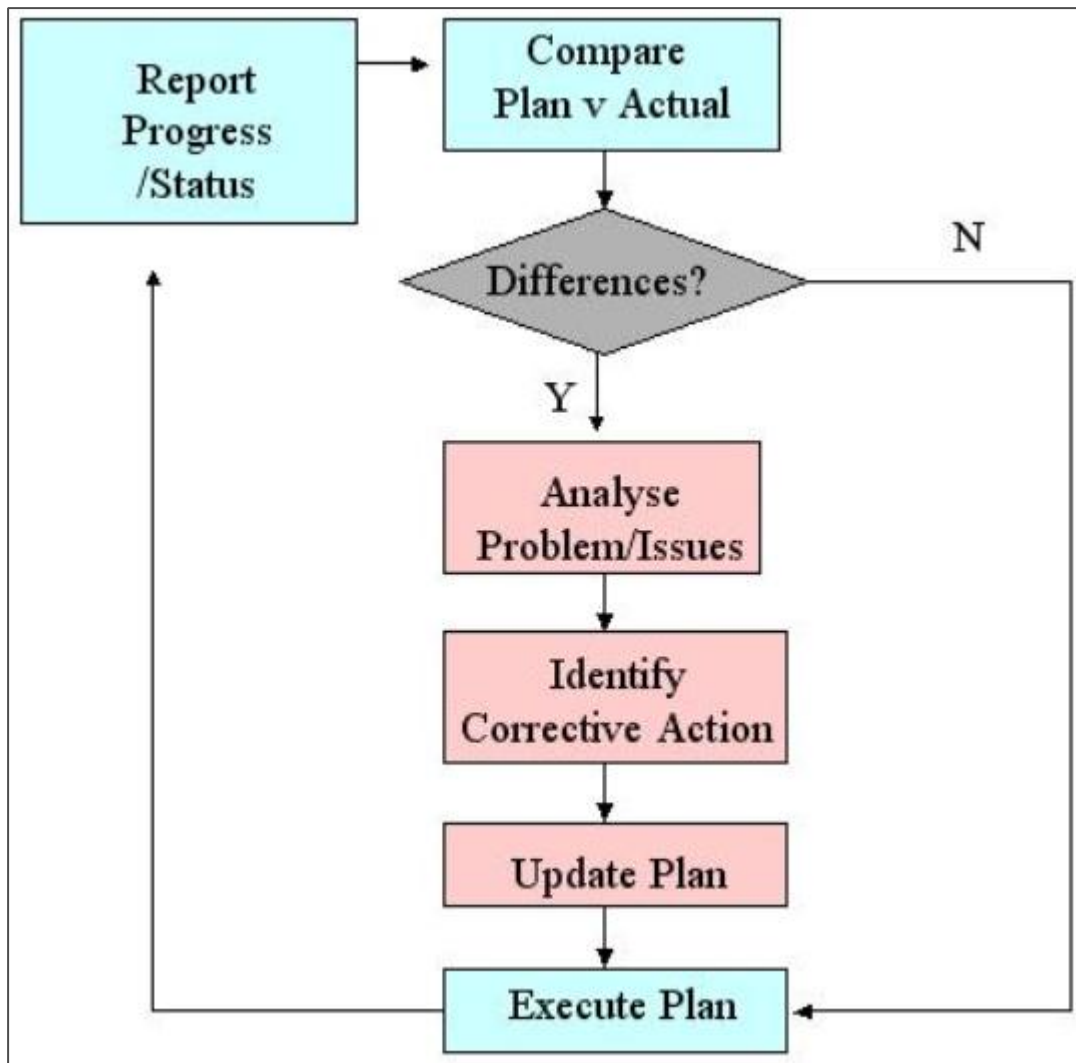 Report
Progress
/Status
Compare
Plan v Actual
Differences?
N
Y
Analyse
Problem/Issues
Identify
Corrective Action
Update Plan
Execute Plan